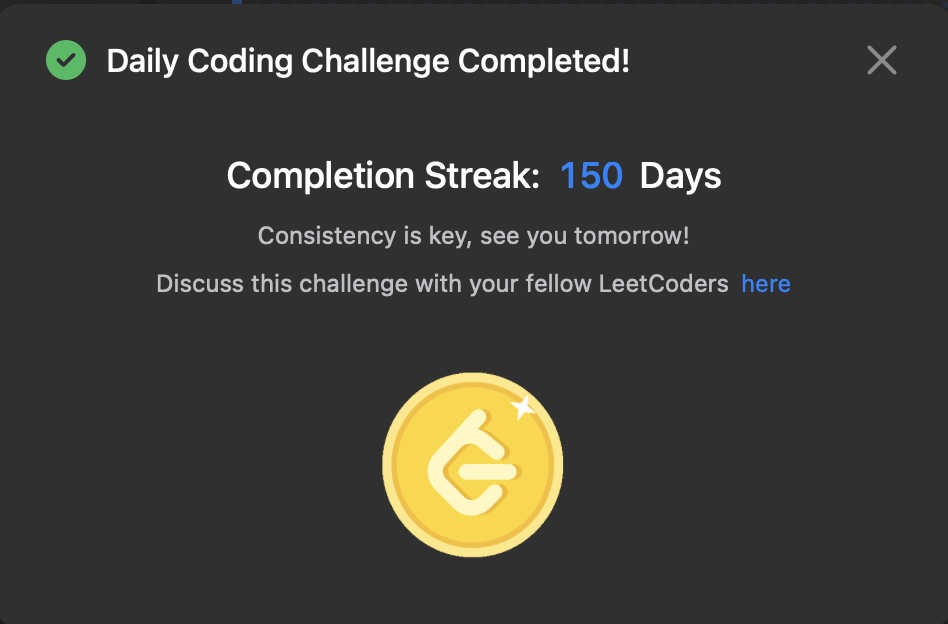 Daily Coding Challenge Completed!
Completion Streak: 150 Days
Consistency is key, see you tomorrow!
Discuss this challenge with your fellow LeetCoders here